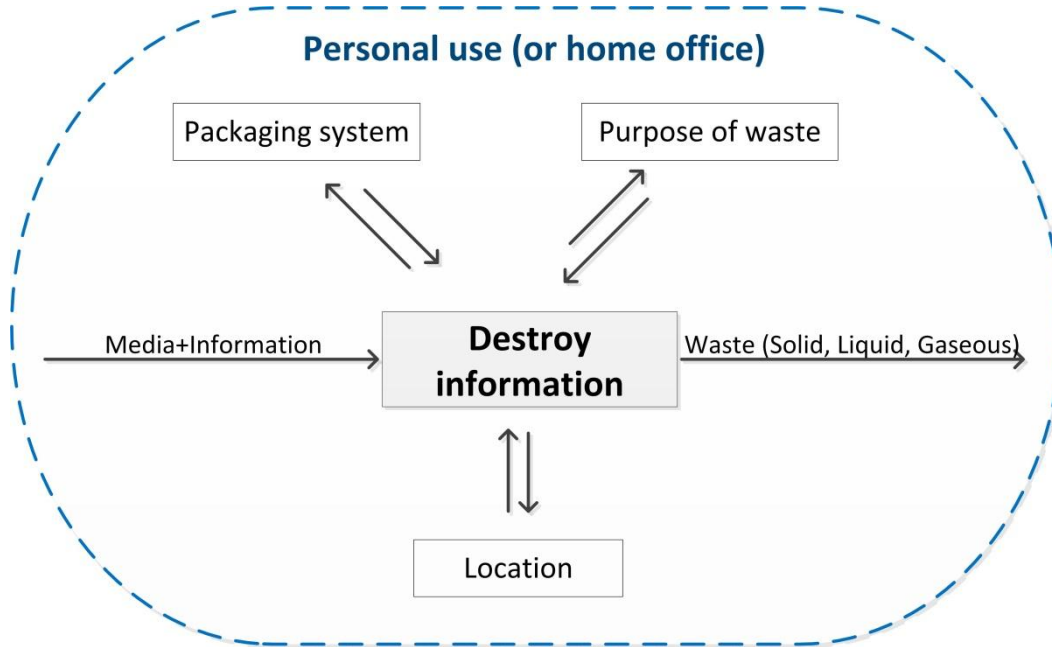 Personal use (or home office)
Packaging system
Purpose of waste
Media+Information
Destroy
information
Waste (Solid, Liquid, Gaseous)
Location